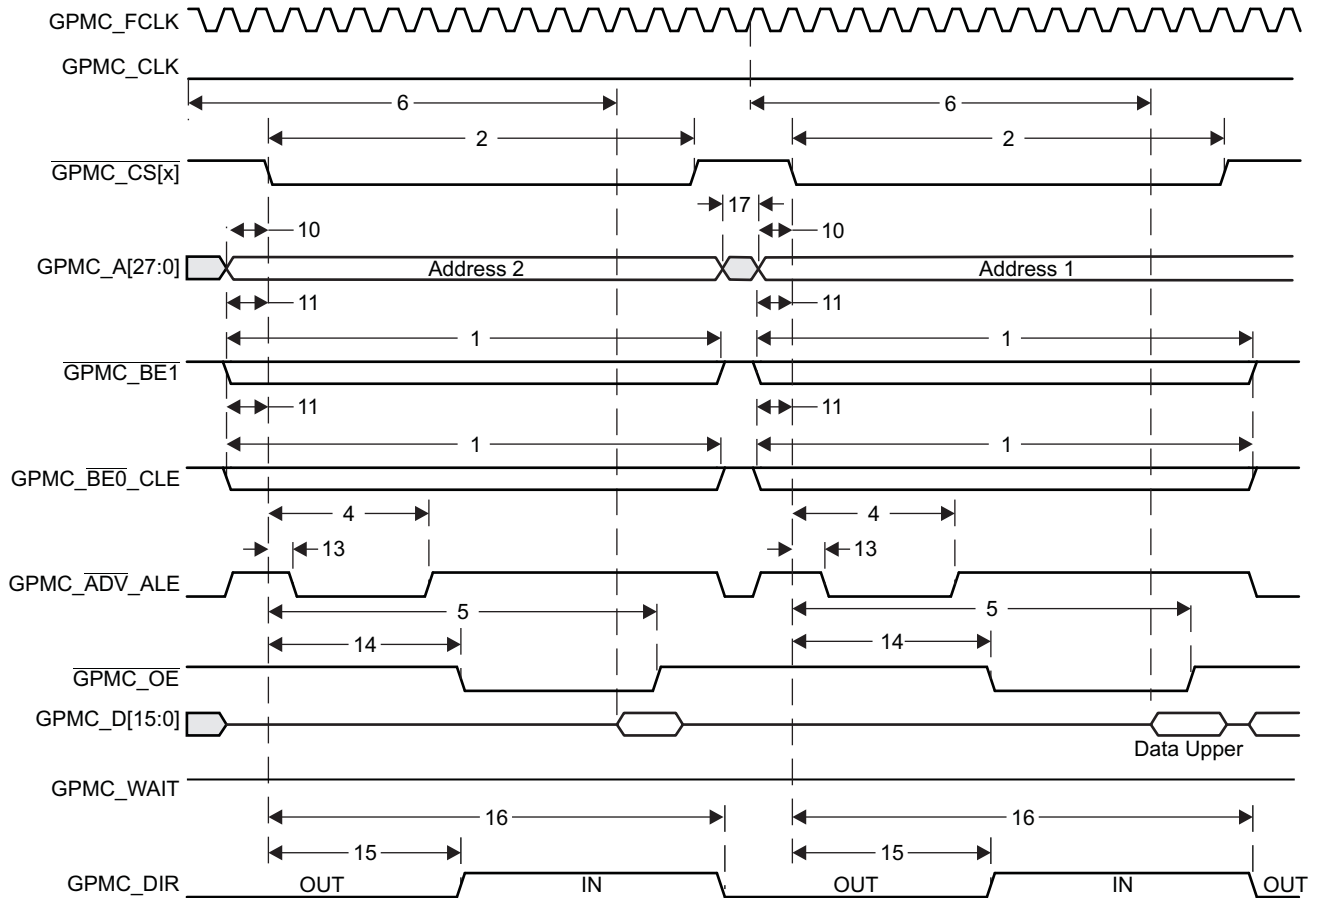 GPMC_FCLK
GPMC_CLK
6 6
2 2
GPMC_CS[x]
17
10 10
GPMC_A[27:0] Address 2 Address 1
11 11
1 1
GPMC_BE1
11 11
1 1
GPMC_BE0_CLE
4 4
13 13
GPMC_ADV_ALE
5 5
14 14
GPMC_OE
GPMC_D[15:0]
Data Upper
GPMC_WAIT
16 16
15 15
GPMC_DIR OUT IN OUT IN OUT